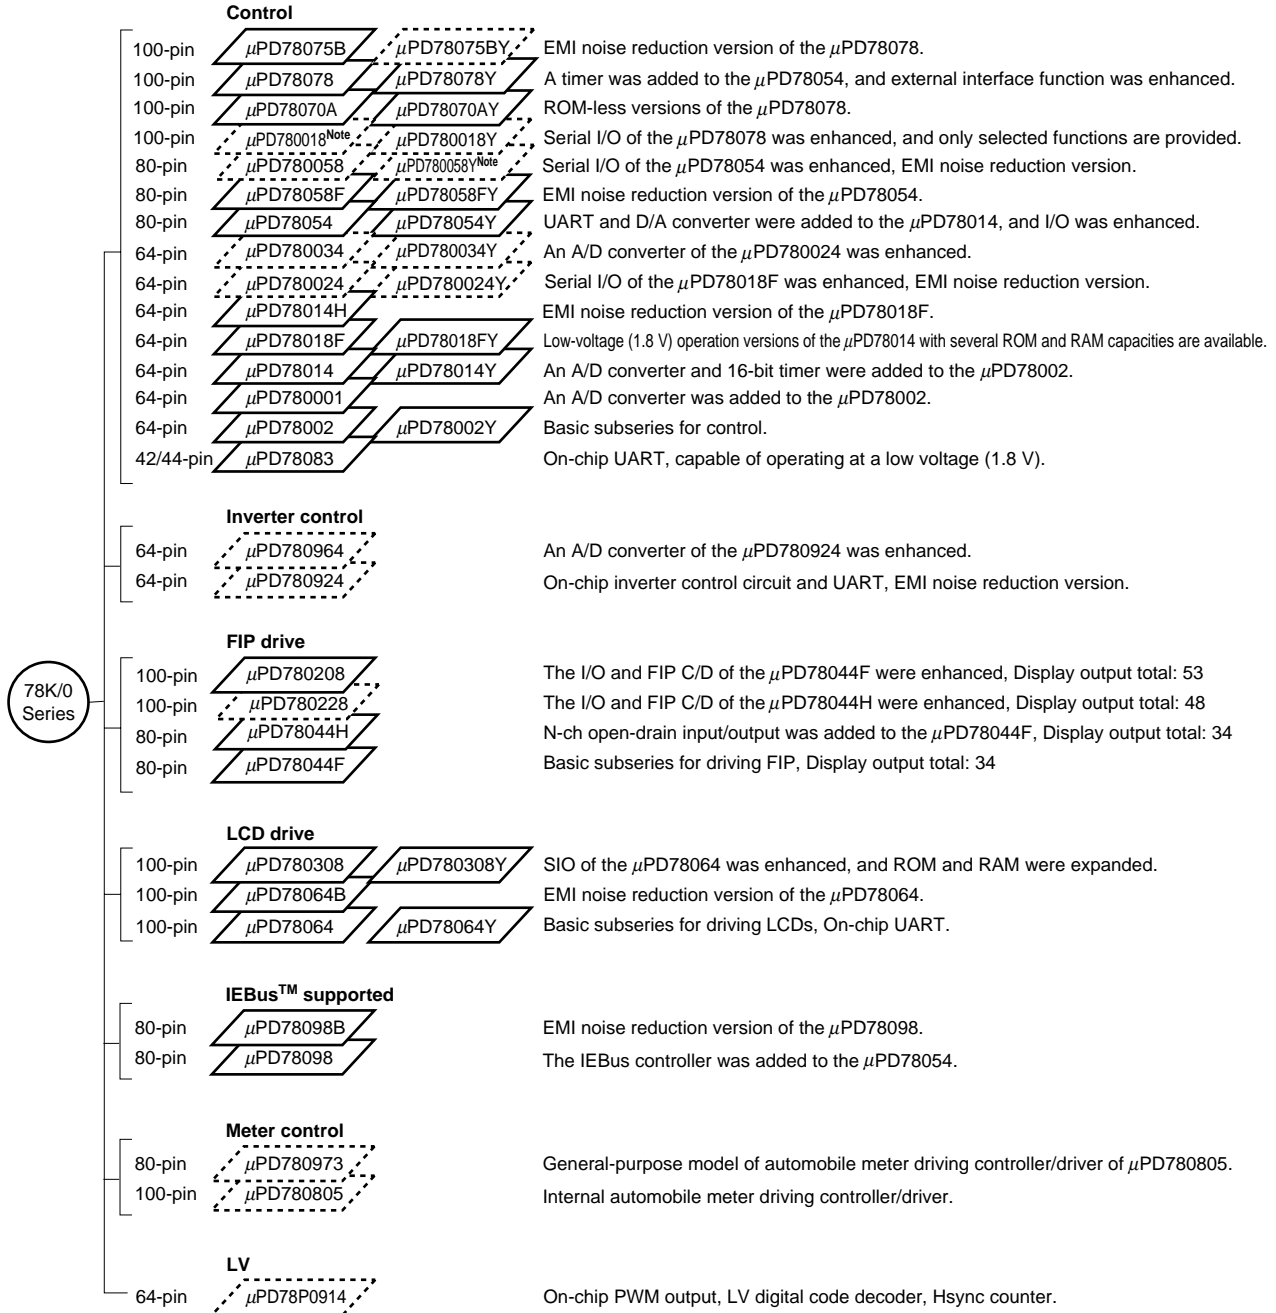 Control
100-pin μPD78075B μPD78075BY EMI noise reduction version of the μPD78078.
100-pin μPD78078 μPD78078Y A timer was added to the μPD78054, and external interface function was enhanced.
100-pin μPD78070A μPD78070AY ROM-less versions of the μPD78078.
100-pin μPD780018Note μPD780018Y Serial I/O of the μPD78078 was enhanced, and only selected functions are provided.
80-pin μPD780058 μPD780058YNote Serial I/O of the μPD78054 was enhanced, EMI noise reduction version.
80-pin μPD78058F μPD78058FY EMI noise reduction version of the μPD78054.
80-pin μPD78054 μPD78054Y UART and D/A converter were added to the μPD78014, and I/O was enhanced.
64-pin μPD780034 μPD780034Y An A/D converter of the μPD780024 was enhanced.
64-pin μPD780024 μPD780024Y Serial I/O of the μPD78018F was enhanced, EMI noise reduction version.
64-pin μPD78014H EMI noise reduction version of the μPD78018F.
64-pin μPD78018F μPD78018FY Low-voltage (1.8 V) operation versions of the μPD78014 with several ROM and RAM capacities are available.
64-pin μPD78014 μPD78014Y An A/D converter and 16-bit timer were added to the μPD78002.
64-pin μPD780001 An A/D converter was added to the μPD78002.
64-pin μPD78002 μPD78002Y Basic subseries for control.
42/44-pin μPD78083 On-chip UART, capable of operating at a low voltage (1.8 V).
Inverter control
64-pin μPD780964 An A/D converter of the μPD780924 was enhanced.
64-pin μPD780924 On-chip inverter control circuit and UART, EMI noise reduction version.
78K/0
Series
FIP drive
100-pin μPD780208 The I/O and FIP C/D of the μPD78044F were enhanced, Display output total: 53
100-pin μPD780228 The I/O and FIP C/D of the μPD78044H were enhanced, Display output total: 48
80-pin μPD78044H N-ch open-drain input/output was added to the μPD78044F, Display output total: 34
80-pin μPD78044F Basic subseries for driving FIP, Display output total: 34
LCD drive
100-pin μPD780308 μPD780308Y SIO of the μPD78064 was enhanced, and ROM and RAM were expanded.
100-pin μPD78064B EMI noise reduction version of the μPD78064.
100-pin μPD78064 μPD78064Y Basic subseries for driving LCDs, On-chip UART.
IEBusTM supported
80-pin μPD78098B EMI noise reduction version of the μPD78098.
80-pin μPD78098 The IEBus controller was added to the μPD78054.
Meter control
80-pin μPD780973 General-purpose model of automobile meter driving controller/driver of μPD780805.
100-pin μPD780805 Internal automobile meter driving controller/driver.
LV
64-pin μPD78P0914 On-chip PWM output, LV digital code decoder, Hsync counter.